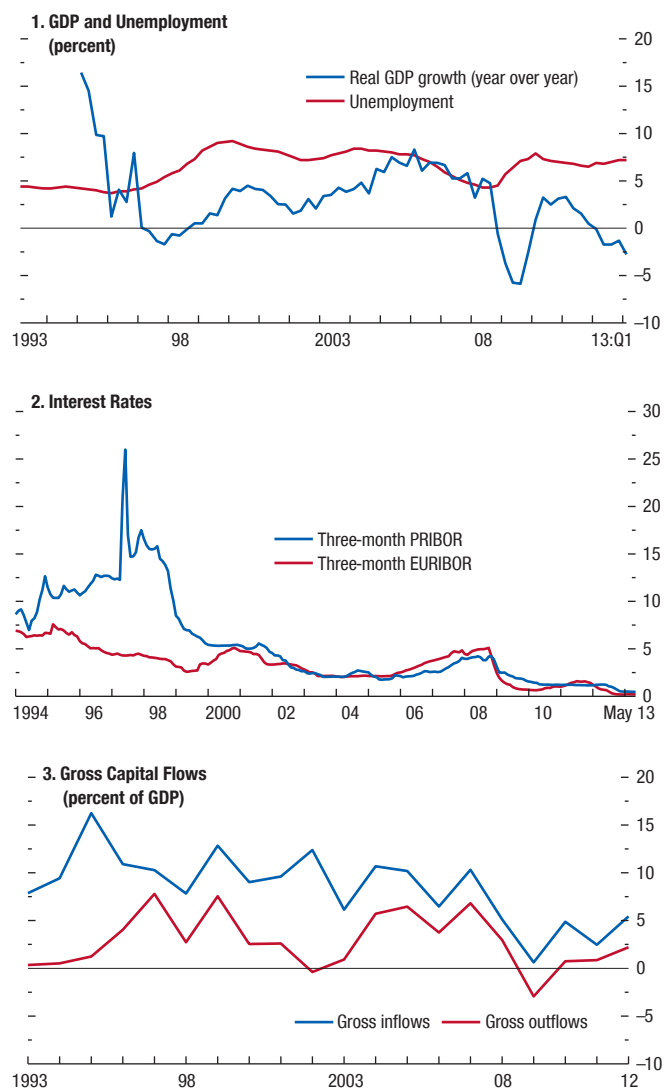 1. GDP and Unemployment
(percent)
20
Real GDP growth (year over year)
Unemployment
15
10
5
0
–5
–10
1993 98 2003 08 13:Q1
2. Interest Rates
30
25
20
Three-month PRIBOR
Three-month EURIBOR
15
10
5
0
1994 96 98 2000 02 04 06 08 10 May 13
3. Gross Capital Flows
(percent of GDP)
20
15
10
5
0
–5
Gross inflows Gross outflows
–10
1993 98 2003 08 12